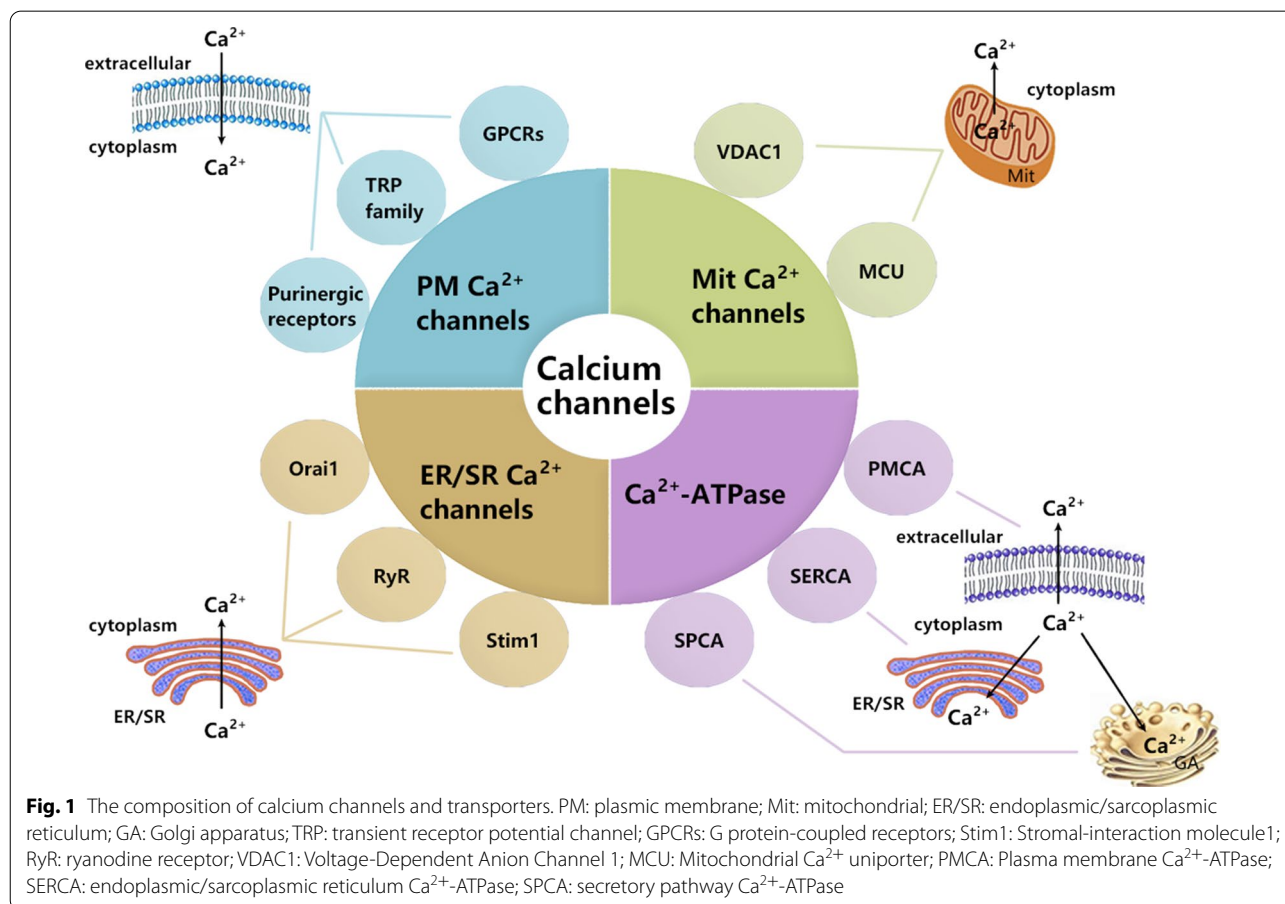 Ca²⁺
extracellular
cytoplasm
Ca²⁺
GPCRs
TRP
family
Purinergic
receptors
PM Ca²⁺
channels
VDAC1
MCU
Mit Ca²⁺
channels
Ca²⁺
cytoplasm
Ca²⁺
Mit
Calcium
channels
Orai1
RyR
Stim1
ER/SR Ca²⁺
channels
Ca²⁺
cytoplasm
ER/SR
Ca²⁺
Ca²⁺-ATPase
PMCA
SERCA
SPCA
Ca²⁺
extracellular
cytoplasm
Ca²⁺
ER/SR
Ca²⁺
Ca²⁺
GA
Fig. 1 The composition of calcium channels and transporters. PM: plasmic membrane; Mit: mitochondrial; ER/SR: endoplasmic/sarcoplasmic
reticulum; GA: Golgi apparatus; TRP: transient receptor potential channel; GPCRs: G protein-coupled receptors; Stim1: Stromal-interaction molecule1;
RyR: ryanodine receptor; VDAC1: Voltage-Dependent Anion Channel 1; MCU: Mitochondrial Ca²⁺ uniporter; PMCA: Plasma membrane Ca²⁺-ATPase;
SERCA: endoplasmic/sarcoplasmic reticulum Ca²⁺-ATPase; SPCA: secretory pathway Ca²⁺-ATPase